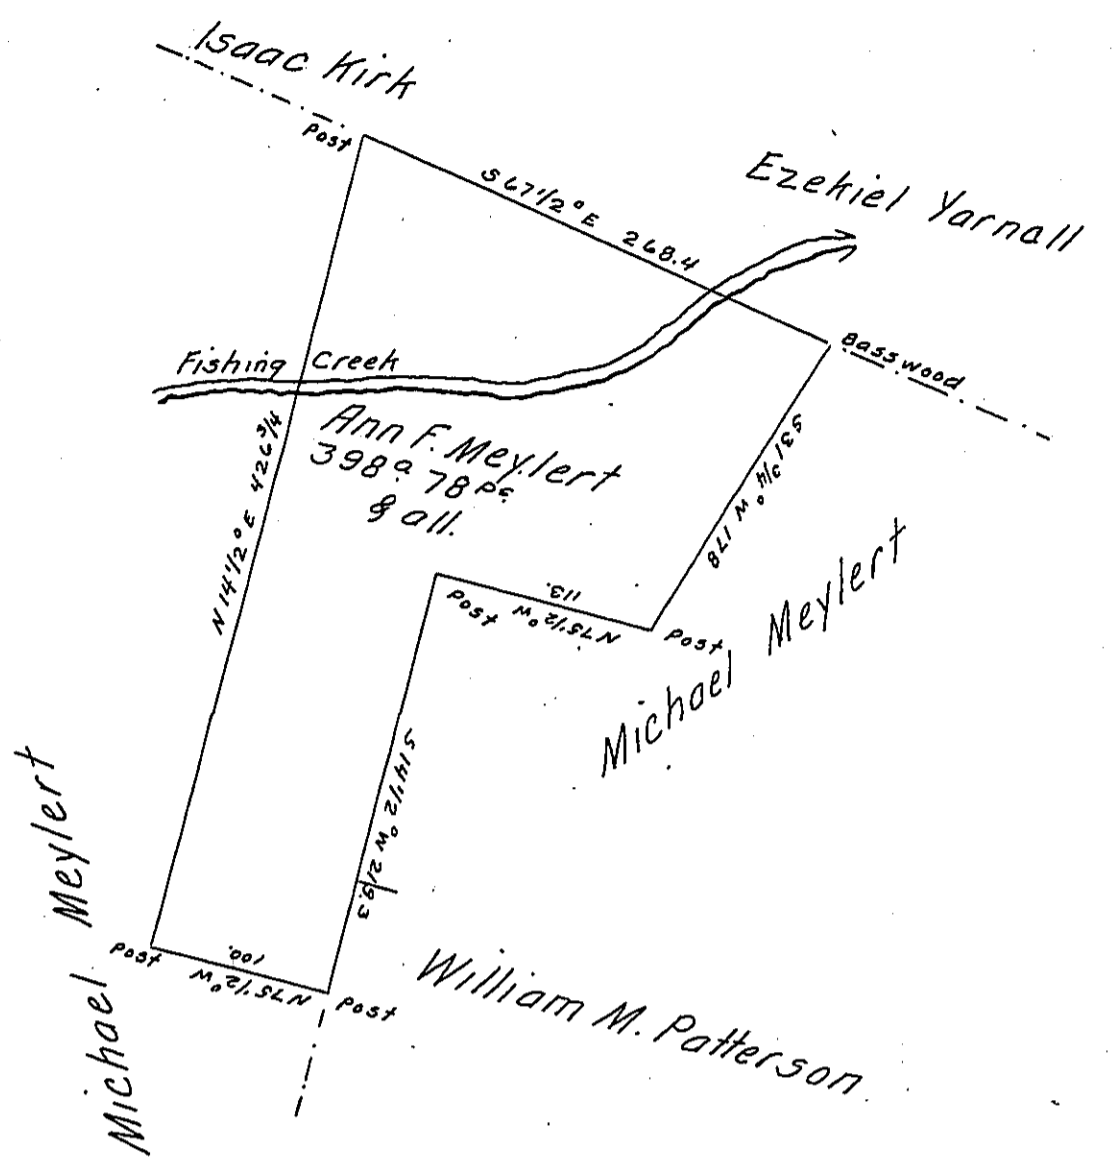 Isaac Kirk
Post
S 67 1/2° E 268.4
Ezekiel Yarnall
Basswood
Fishing Creek
Ann F. Meylert
398a 78 ps
& all.
N 14 1/2° E 426 3/4
S 31 3/4° W 178
113.
N 75 1/2° W
Post
Post
Michael Meylert
S 14 1/2° W 219.3
Michael Meylert
Post
100.
N 75 1/2° W
Post
William M. Patterson